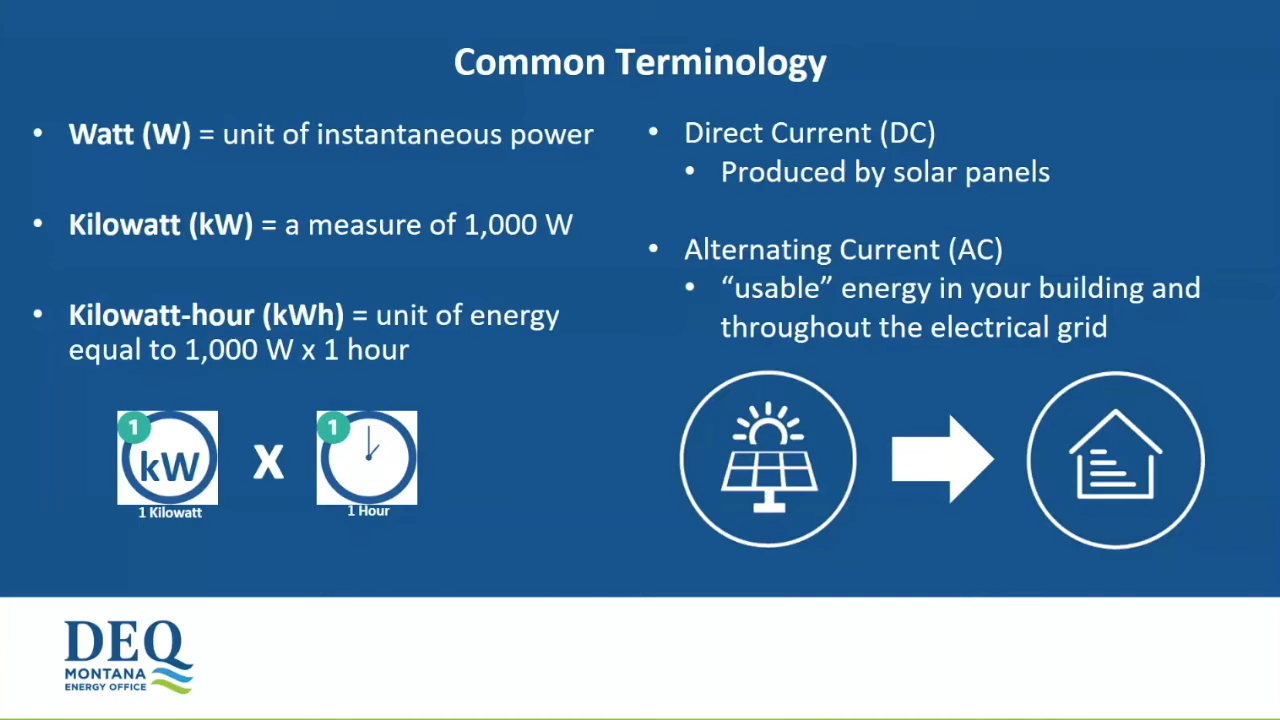 Common Terminology
• Watt (W) = unit of instantaneous power
• Kilowatt (kW) = a measure of 1,000 W
• Kilowatt-hour (kWh) = unit of energy
equal to 1,000 W x 1 hour
1
kW
1 Kilowatt
X
1
1 Hour
• Direct Current (DC)
• Produced by solar panels
• Alternating Current (AC)
• “usable” energy in your building and
throughout the electrical grid
DEQ
MONTANA
ENERGY OFFICE